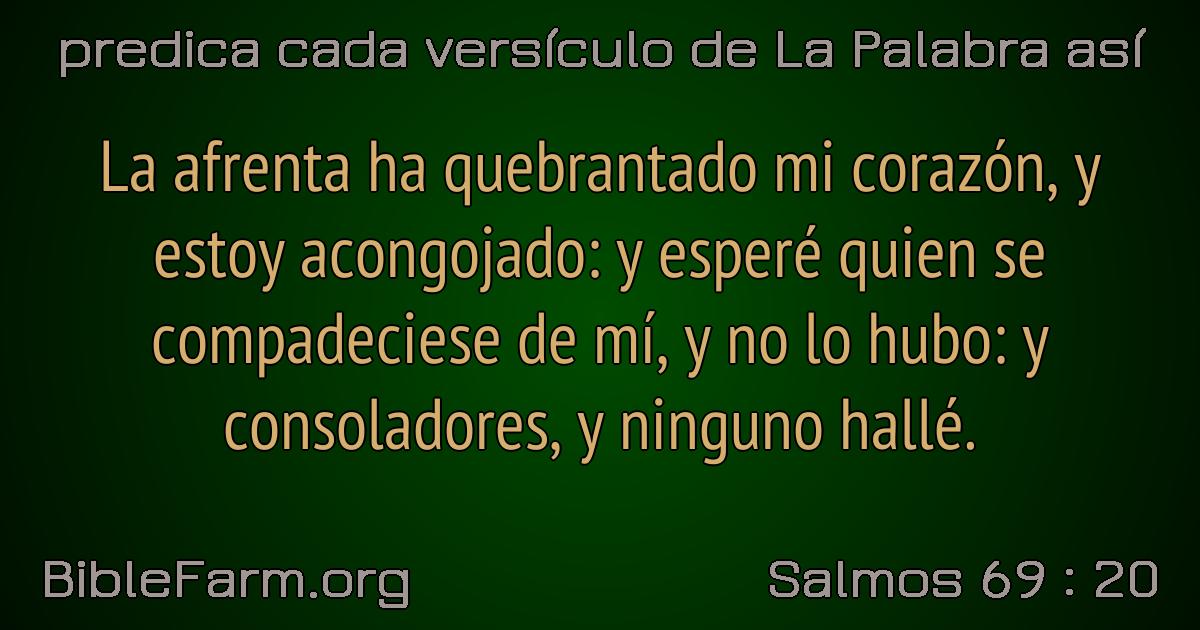 predica cada versículo de La Palabra así
La afrenta ha quebrantado mi corazón, y
estoy acongojado: y esperé quien se
compadeciese de mí, y no lo hubo: y
consoladores, y ninguno hallé.
BibleFarm.org
Salmos 69 : 20